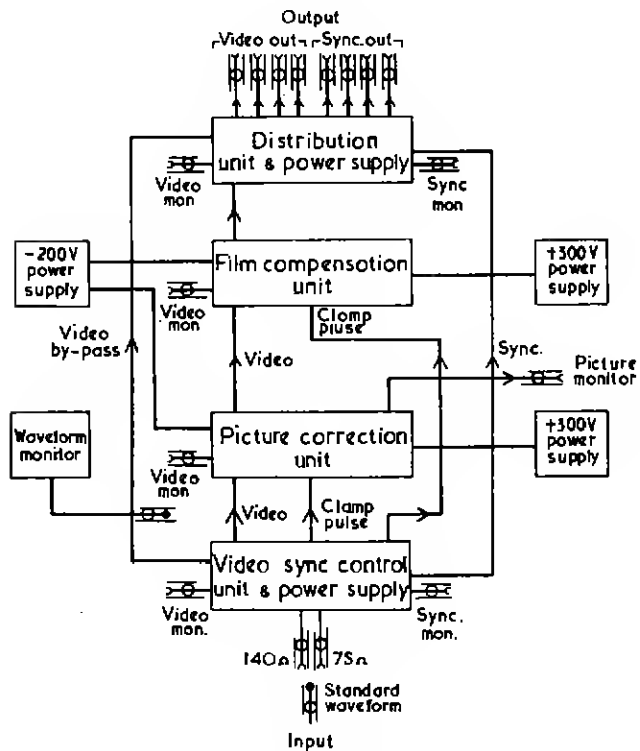 Output
Video out Sync.out
Distribution
unit & power supply
Video
mon
Sync
mon
-200V
power
supply
Film compensation
unit
+300V
power
supply
Video
mon
Clamp
piuse
Video
by-pass
Video
Sync.
Picture
monitor
Waveform
monitor
Picture correction
unit
+300V
power
supply
Video
mon
Video
Clamp
pulse
Video sync control
unit & power supply
Video
mon.
Sync.
mon.
140Ω 75Ω
Standard
waveform
Input